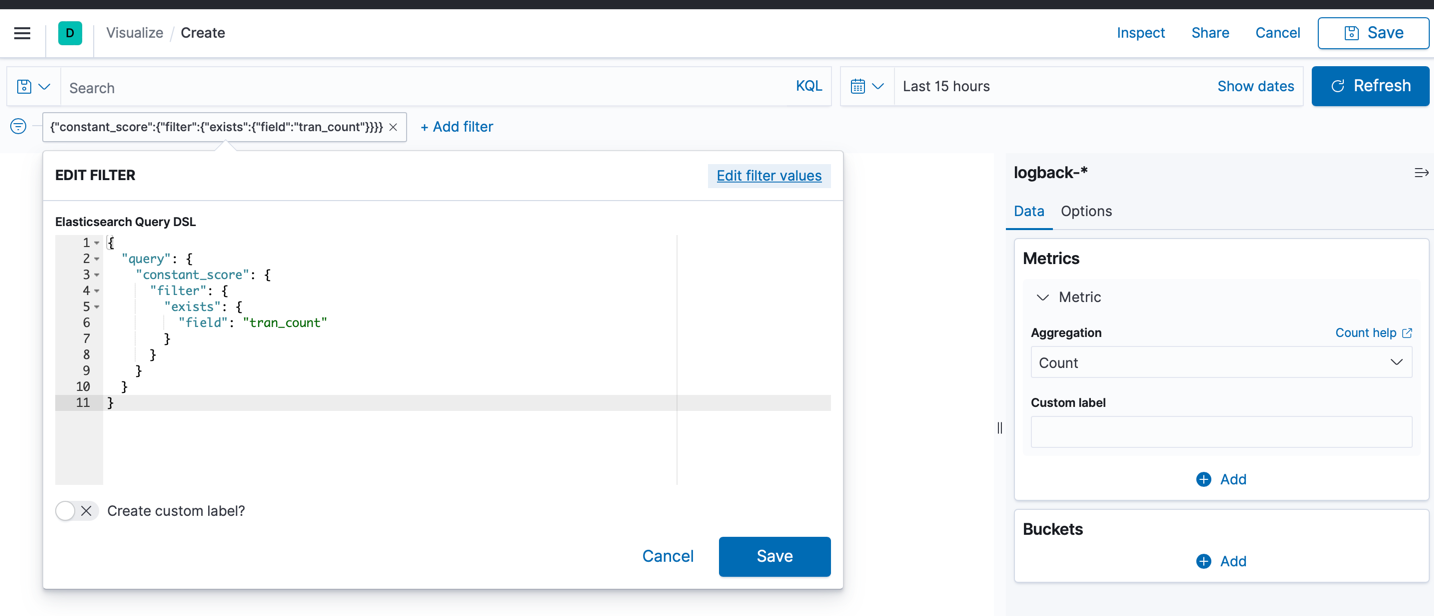 D
Visualize / Create
Inspect Share Cancel Save
Search KQL
Last 15 hours Show dates
Refresh
{"constant_score":{"filter":{"exists":{"field":"tran_count"}}}} ×
+ Add filter
EDIT FILTER
Edit filter values
Elasticsearch Query DSL
1 {
2 "query": {
3 "constant_score": {
4 "filter": {
5 "exists": {
6 "field": "tran_count"
7 }
8 }
9 }
10 }
11 }
Create custom label?
Cancel Save
logback-*
Data Options
Metrics
Metric
Aggregation Count help
Count
Custom label
Add
Buckets
Add